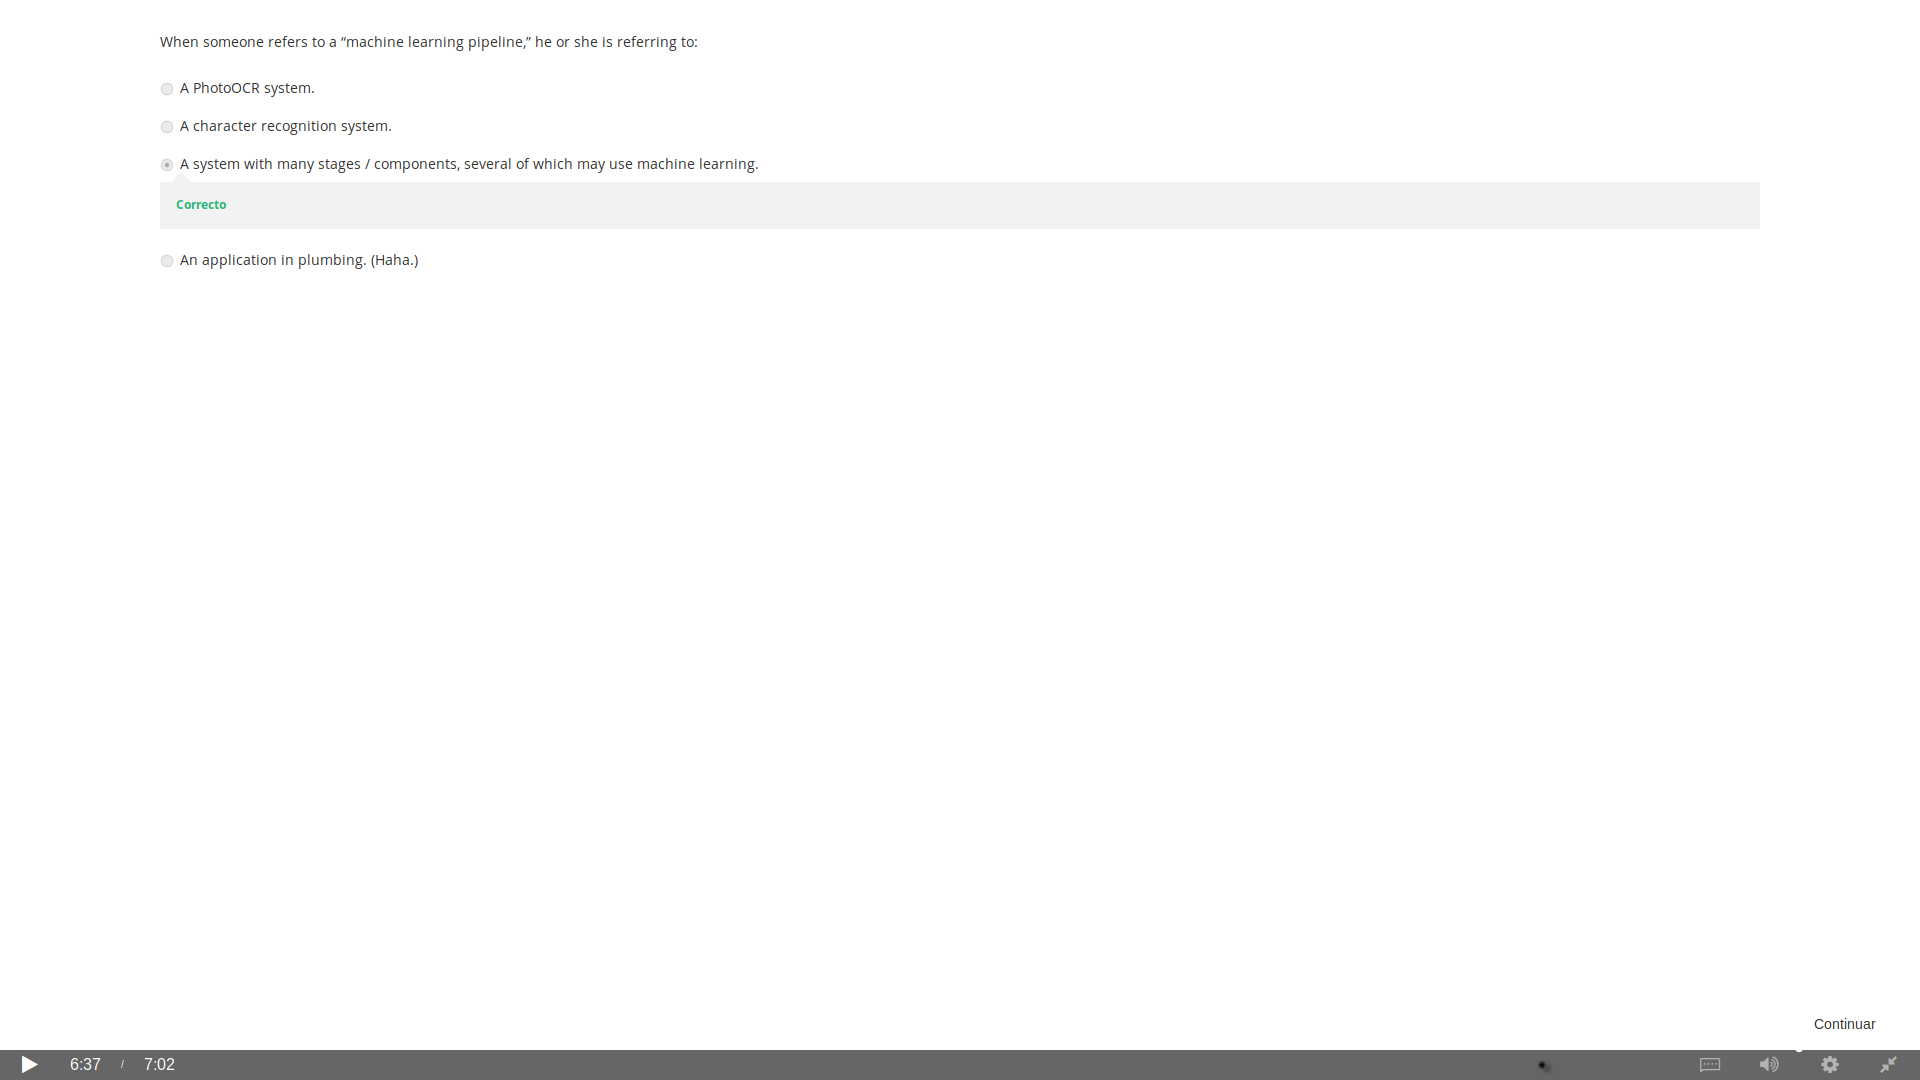 When someone refers to a “machine learning pipeline,” he or she is referring to:
A PhotoOCR system.
A character recognition system.
A system with many stages / components, several of which may use machine learning.
Correcto
An application in plumbing. (Haha.)
Continuar
6:37 / 7:02